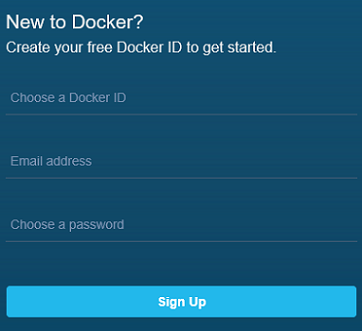 New to Docker?
Create your free Docker ID to get started.
Choose a Docker ID
Email address
Choose a password
Sign Up